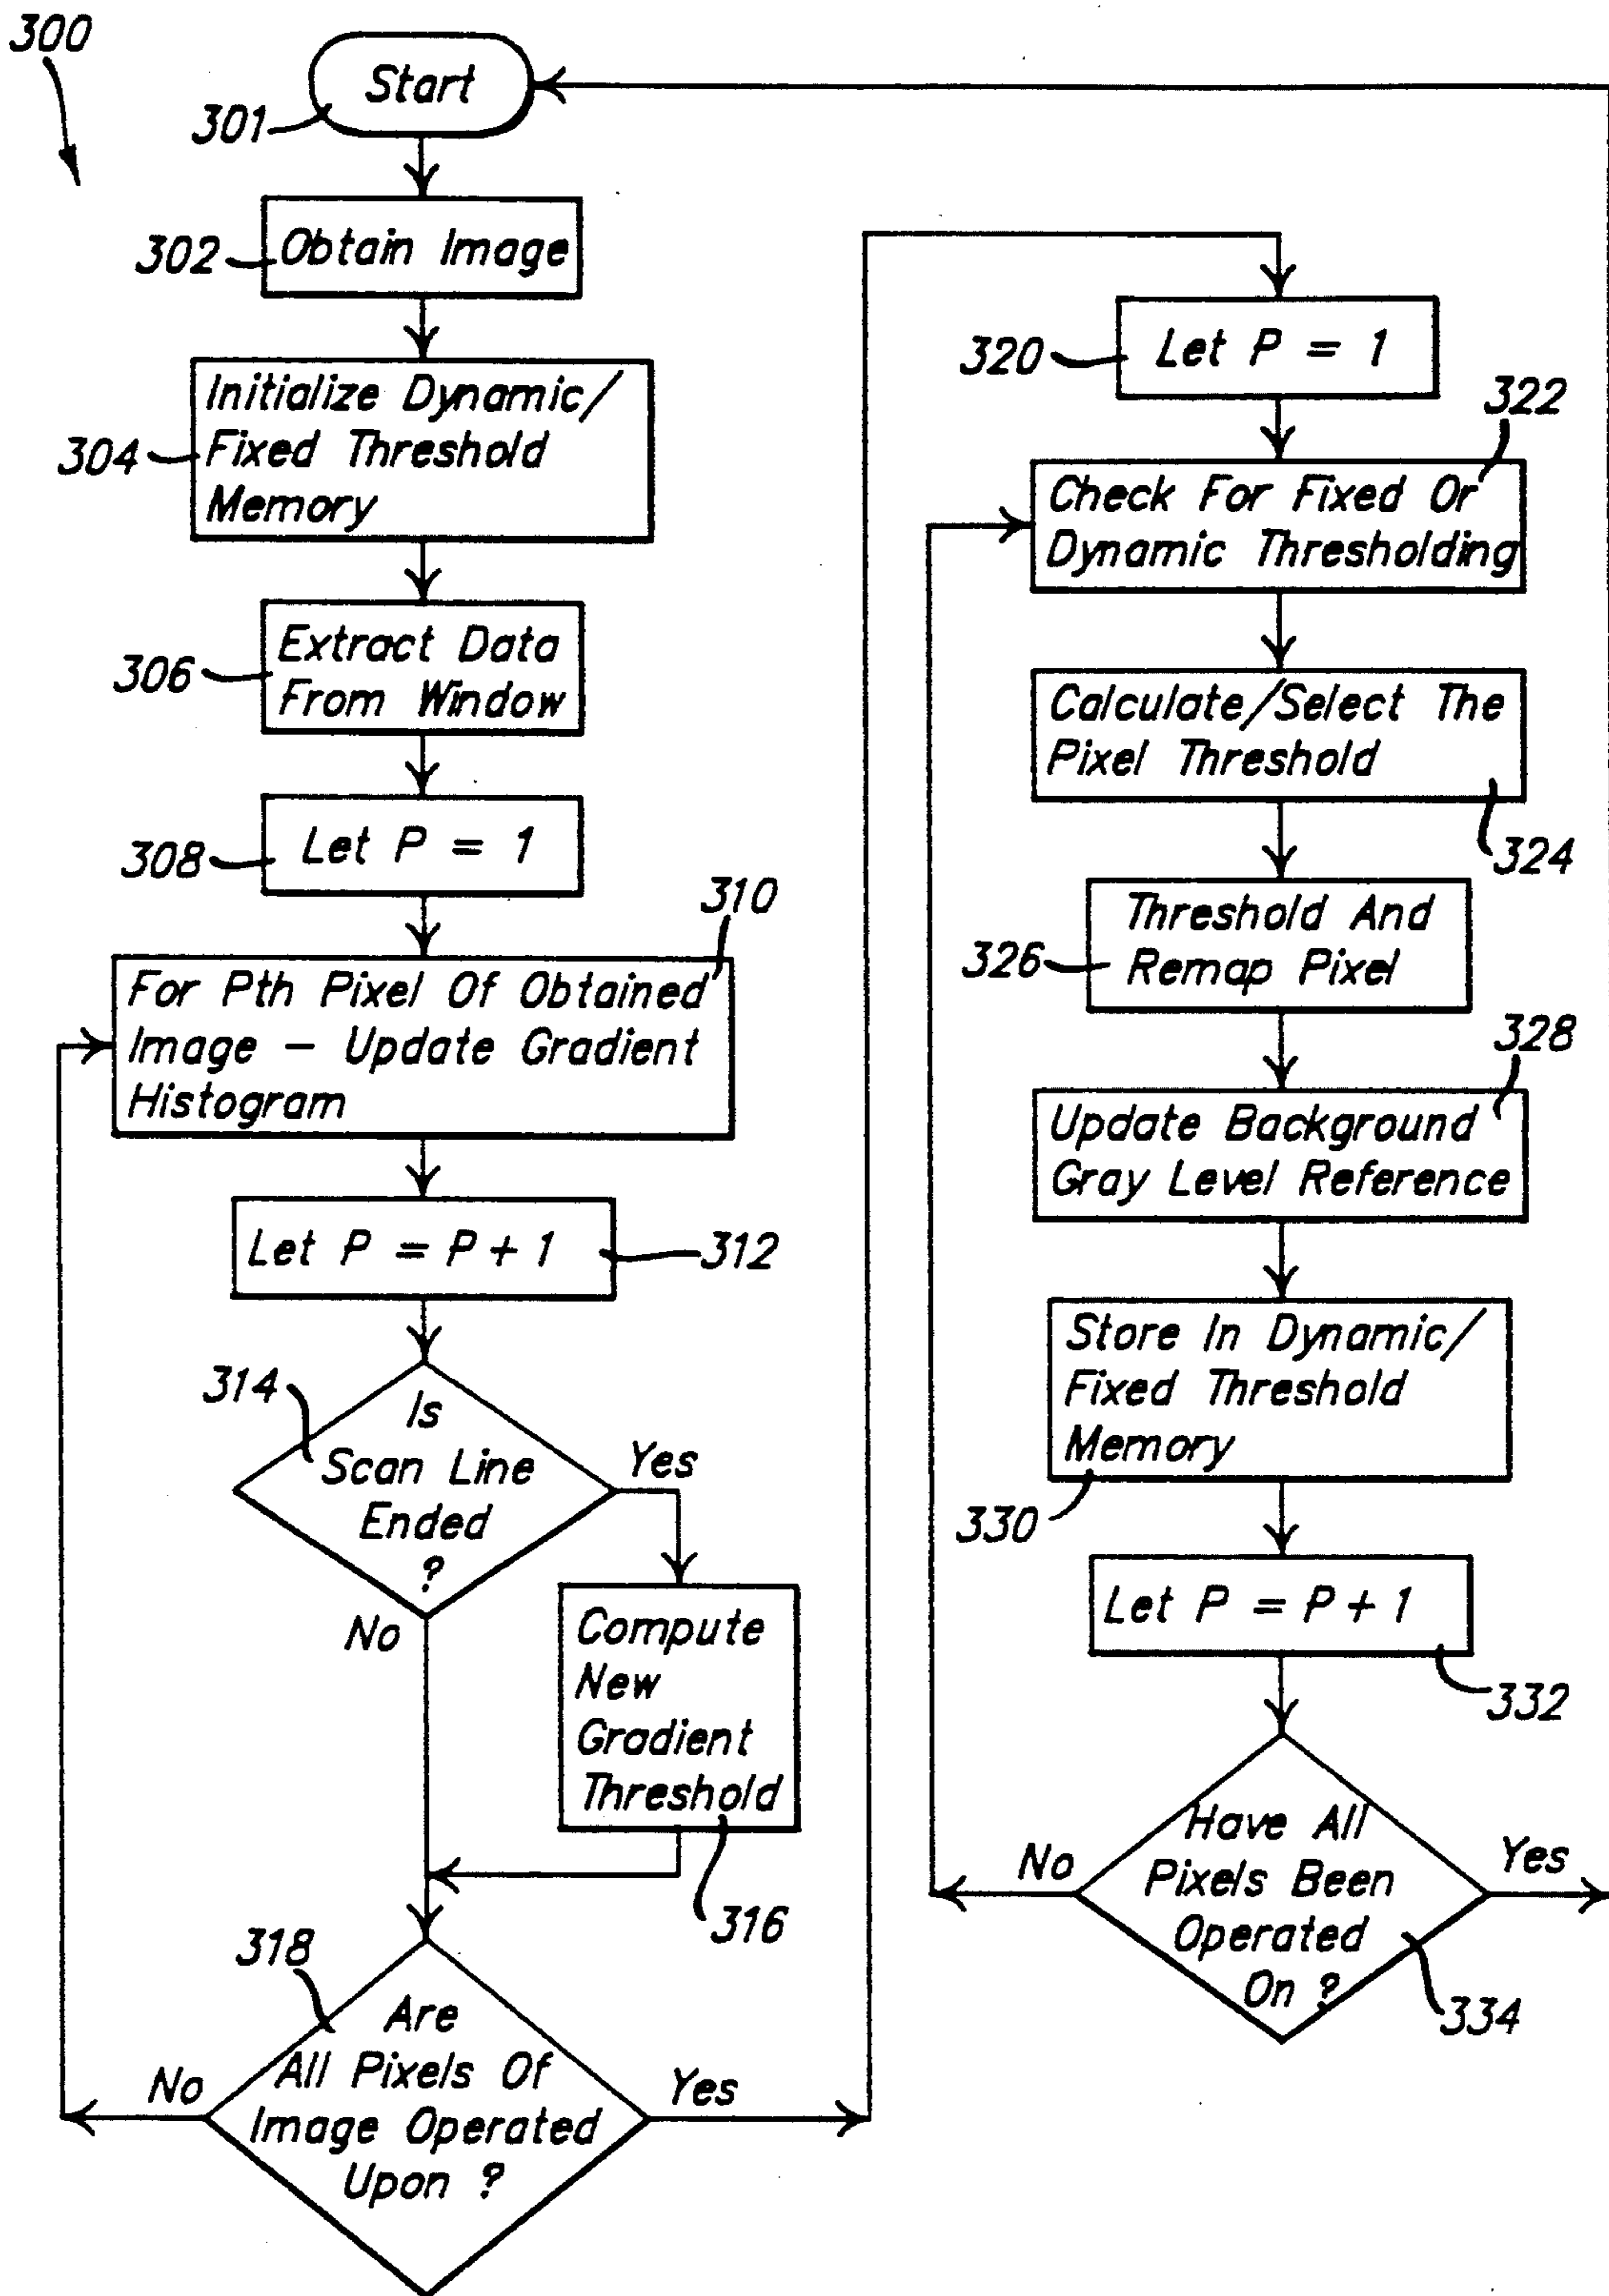 300
Start
301
302
Obtain Image
304
Initialize Dynamic/
Fixed Threshold
Memory
306
Extract Data
From Window
308
Let P = 1
310
For Pth Pixel Of Obtained
Image – Update Gradient
Histogram
Let P = P + 1
312
314
Is
Scan Line
Ended
?
Yes
No
Compute
New
Gradient
Threshold
316
318
Are
All Pixels Of
Image Operated
Upon ?
No
Yes
320
Let P = 1
322
Check For Fixed Or
Dynamic Thresholding
Calculate/Select The
Pixel Threshold
324
326
Threshold And
Remap Pixel
328
Update Background
Gray Level Reference
Store In Dynamic/
Fixed Threshold
Memory
330
Let P = P + 1
332
Have All
Pixels Been
Operated
On ?
No
Yes
334